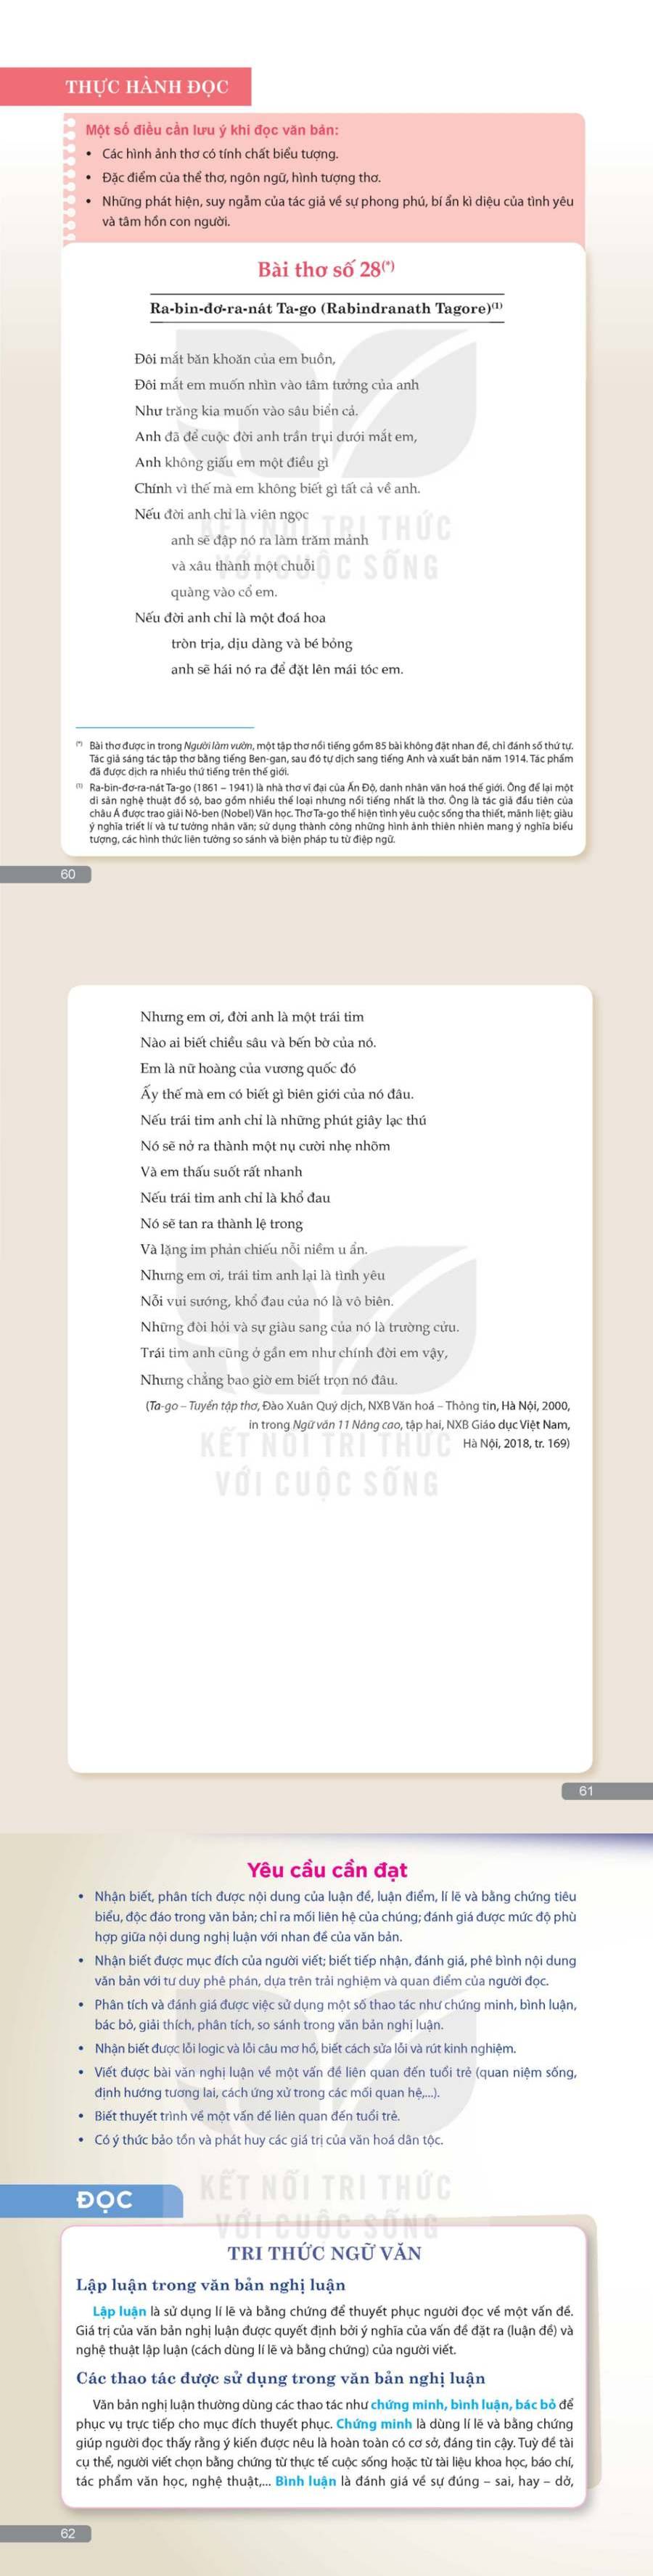 THỰC HÀNH ĐỌC
Một số điều cần lưu ý khi đọc văn bản:
• Các hình ảnh thơ có tính chất biểu tượng.
• Đặc điểm của thể thơ, ngôn ngữ, hình tượng thơ.
• Những phát hiện, suy ngẫm của tác giả về sự phong phú, bí ẩn kì diệu của tình yêu
và tâm hồn con người.
Bài thơ số 28(*)
Ra-bin-đơ-ra-nát Ta-go (Rabindranath Tagore)(1)
Đôi mắt băn khoăn của em buồn,
Đôi mắt em muốn nhìn vào tâm tưởng của anh
Như trăng kia muốn vào sâu biển cả.
Anh đã để cuộc đời anh trần trụi dưới mắt em,
Anh không giấu em một điều gì
Chính vì thế mà em không biết gì tất cả về anh.
Nếu đời anh chỉ là viên ngọc
anh sẽ đập nó ra làm trăm mảnh
và xâu thành một chuỗi
quàng vào cổ em.
Nếu đời anh chỉ là một đoá hoa
tròn trịa, dịu dàng và bé bỏng
anh sẽ hái nó ra để đặt lên mái tóc em.
KẾT NỐI TRI THỨC
VỚI CUỘC SỐNG
(*) Bài thơ được in trong Người làm vườn, một tập thơ nổi tiếng gồm 85 bài không đặt nhan đề, chỉ đánh số thứ tự.
Tác giả sáng tác tập thơ bằng tiếng Ben-gan, sau đó tự dịch sang tiếng Anh và xuất bản năm 1914. Tác phẩm
đã được dịch ra nhiều thứ tiếng trên thế giới.
(1) Ra-bin-đơ-ra-nát Ta-go (1861 – 1941) là nhà thơ vĩ đại của Ấn Độ, danh nhân văn hoá thế giới. Ông để lại một
di sản nghệ thuật đồ sộ, bao gồm nhiều thể loại nhưng nổi tiếng nhất là thơ. Ông là tác giả đầu tiên của
châu Á được trao giải Nô-ben (Nobel) Văn học. Thơ Ta-go thể hiện tình yêu cuộc sống tha thiết, mãnh liệt; giàu
ý nghĩa triết lí và tư tưởng nhân văn; sử dụng thành công những hình ảnh thiên nhiên mang ý nghĩa biểu
tượng, các hình thức liên tưởng so sánh và biện pháp tu từ điệp ngữ.
60
Nhưng em ơi, đời anh là một trái tim
Nào ai biết chiều sâu và bến bờ của nó.
Em là nữ hoàng của vương quốc đó
Ấy thế mà em có biết gì biên giới của nó đâu.
Nếu trái tim anh chỉ là những phút giây lạc thú
Nó sẽ nở ra thành một nụ cười nhẹ nhõm
Và em thấu suốt rất nhanh
Nếu trái tim anh chỉ là khổ đau
Nó sẽ tan ra thành lệ trong
Và lặng im phản chiếu nỗi niềm u ẩn.
Nhưng em ơi, trái tim anh lại là tình yêu
Nỗi vui sướng, khổ đau của nó là vô biên.
Những đòi hỏi và sự giàu sang của nó là trường cửu.
Trái tim anh cũng ở gần em như chính đời em vậy,
Nhưng chẳng bao giờ em biết trọn nó đâu.
(Ta-go – Tuyển tập thơ, Đào Xuân Quý dịch, NXB Văn hoá – Thông tin, Hà Nội, 2000,
in trong Ngữ văn 11 Nâng cao, tập hai, NXB Giáo dục Việt Nam,
Hà Nội, 2018, tr. 169)
KẾT NỐI TRI THỨC
VỚI CUỘC SỐNG
61
Yêu cầu cần đạt
• Nhận biết, phân tích được nội dung của luận đề, luận điểm, lí lẽ và bằng chứng tiêu
biểu, độc đáo trong văn bản; chỉ ra mối liên hệ của chúng; đánh giá được mức độ phù
hợp giữa nội dung nghị luận với nhan đề của văn bản.
• Nhận biết được mục đích của người viết; biết tiếp nhận, đánh giá, phê bình nội dung
văn bản với tư duy phê phán, dựa trên trải nghiệm và quan điểm của người đọc.
• Phân tích và đánh giá được việc sử dụng một số thao tác như chứng minh, bình luận,
bác bỏ, giải thích, phân tích, so sánh trong văn bản nghị luận.
• Nhận biết được lỗi logic và lỗi câu mơ hồ, biết cách sửa lỗi và rút kinh nghiệm.
• Viết được bài văn nghị luận về một vấn đề liên quan đến tuổi trẻ (quan niệm sống,
định hướng tương lai, cách ứng xử trong các mối quan hệ,...).
• Biết thuyết trình về một vấn đề liên quan đến tuổi trẻ.
• Có ý thức bảo tồn và phát huy các giá trị của văn hoá dân tộc.
KẾT NỐI TRI THỨC
VỚI CUỘC SỐNG
ĐỌC
TRI THỨC NGỮ VĂN
Lập luận trong văn bản nghị luận
Lập luận là sử dụng lí lẽ và bằng chứng để thuyết phục người đọc về một vấn đề.
Giá trị của văn bản nghị luận được quyết định bởi ý nghĩa của vấn đề đặt ra (luận đề) và
nghệ thuật lập luận (cách dùng lí lẽ và bằng chứng) của người viết.
Các thao tác được sử dụng trong văn bản nghị luận
Văn bản nghị luận thường dùng các thao tác như chứng minh, bình luận, bác bỏ để
phục vụ trực tiếp cho mục đích thuyết phục. Chứng minh là dùng lí lẽ và bằng chứng
giúp người đọc thấy rằng ý kiến được nêu là hoàn toàn có cơ sở, đáng tin cậy. Tuỳ đề tài
cụ thể, người viết chọn bằng chứng từ thực tế cuộc sống hoặc từ tài liệu khoa học, báo chí,
tác phẩm văn học, nghệ thuật,... Bình luận là đánh giá về sự đúng – sai, hay – dở,
62